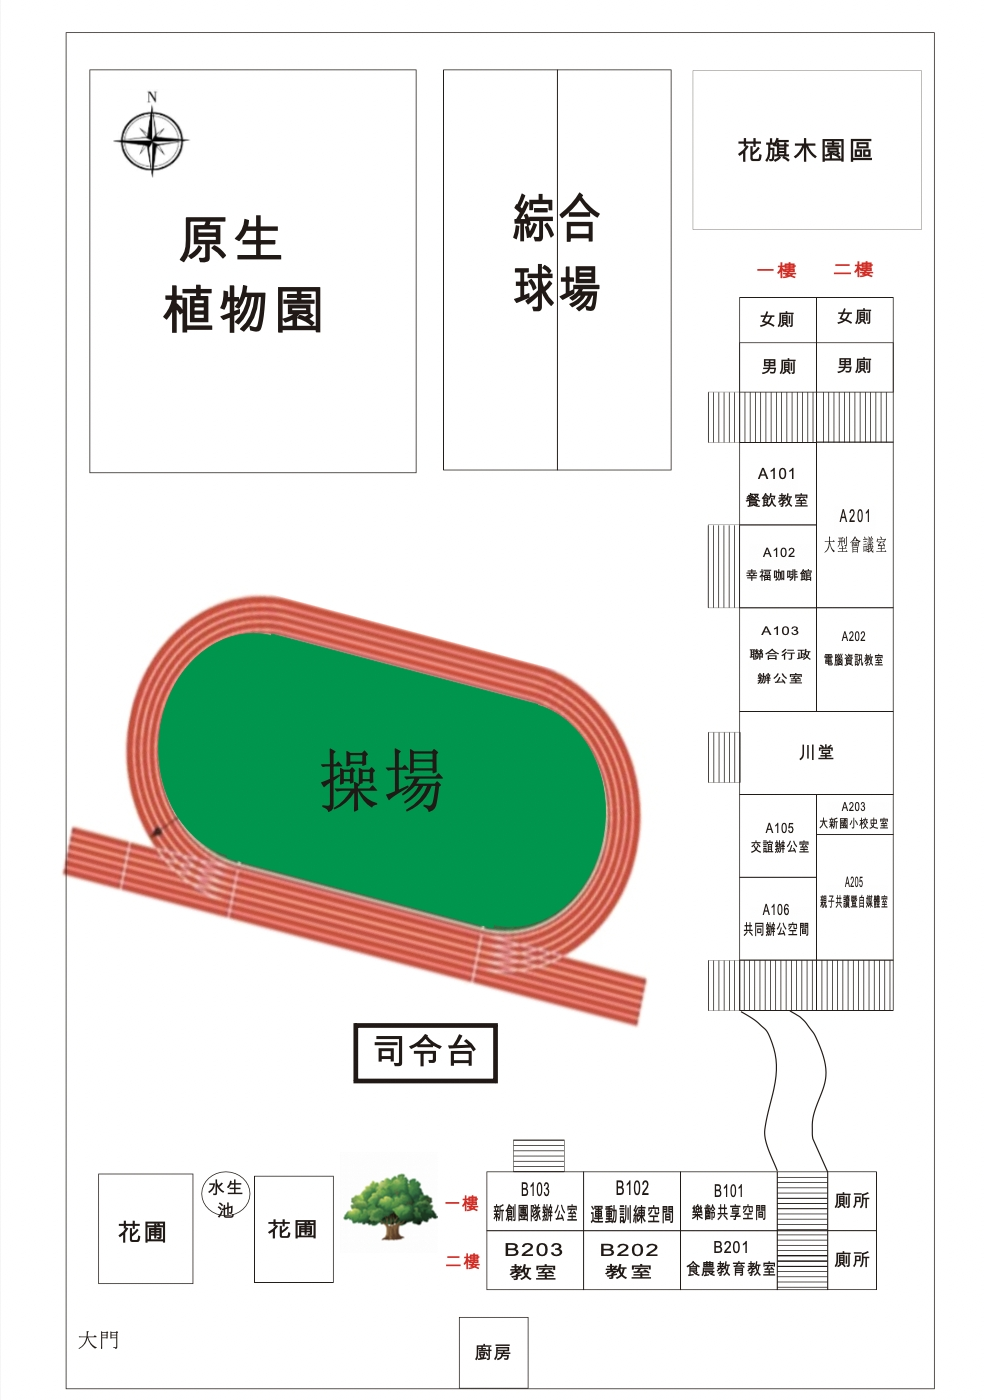 N
原生
植物園
綜合
球場
花旗木園區
一樓
二樓
女廁
女廁
男廁
男廁
A101
餐飲教室
A201
大型會議室
A102
幸福咖啡館
A103
聯合行政
辦公室
A202
電腦資訊教室
川堂
操場
A203
大新國小校史室
A105
交誼辦公室
A205
親子共讀暨自媒體室
A106
共同辦公空間
司令台
花圃
水生
池
花圃
一樓
B103
新創團隊辦公室
B102
運動訓練空間
B101
樂齡共享空間
廁所
二樓
B203
教室
B202
教室
B201
食農教育教室
廁所
大門
廚房